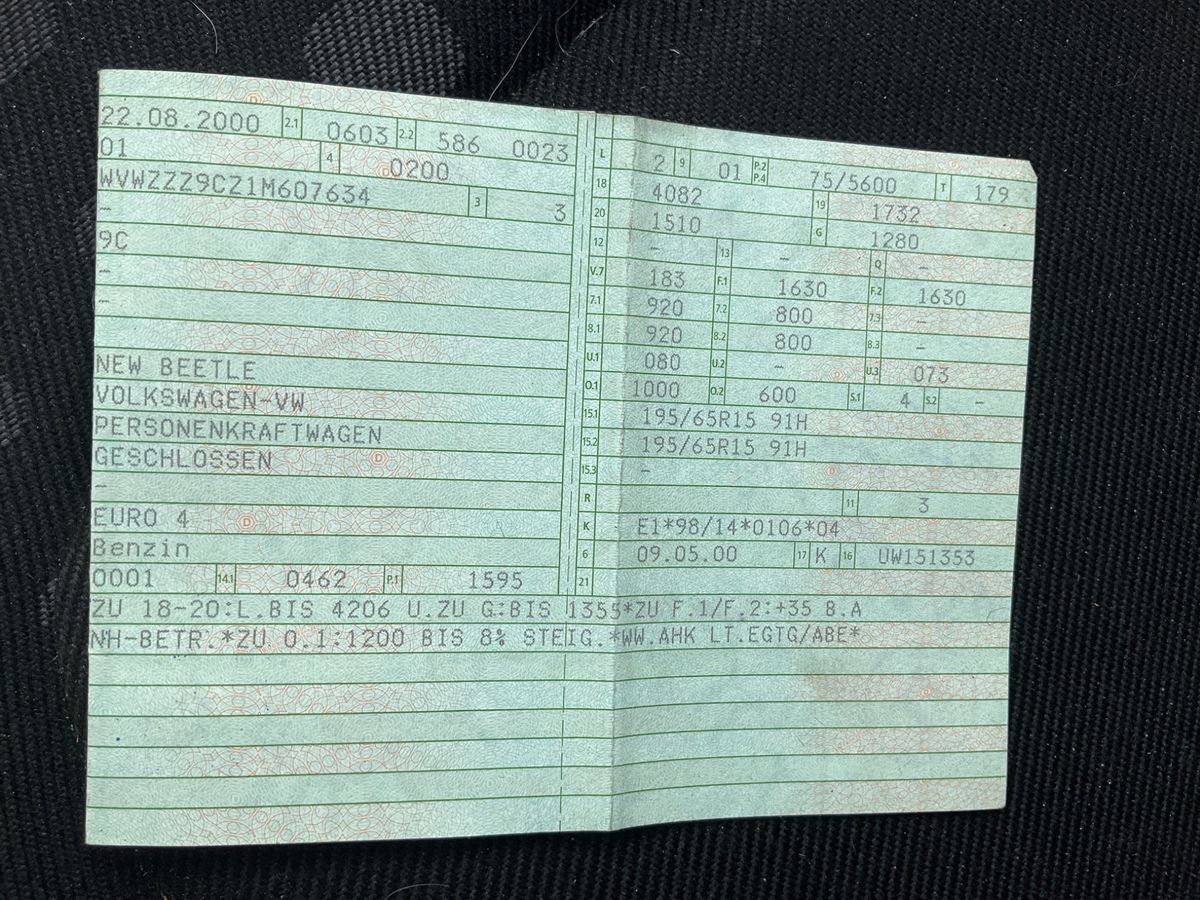 22.08.2000 2.1 0603 2.2 586 0023
01 4 0200
WVWZZZ9CZ1M607634 3 3
–
9C
–
–
NEW BEETLE
VOLKSWAGEN-VW
PERSONENKRAFTWAGEN
GESCHLOSSEN
–
EURO 4
Benzin
0001 14.1 0462 P.1 1595
L 2 9 01 P.2 P.4 75/5600 T 179
18 4082 19 1732
20 1510 G 1280
12 – 13 – Q –
V.7 183 F.1 1630 F.2 1630
7.1 920 7.2 800 7.3 –
8.1 920 8.2 800 8.3 –
U.1 080 U.2 – U.3 073
O.1 1000 O.2 600 S.1 4 S.2 –
15.1 195/65R15 91H
15.2 195/65R15 91H
15.3 –
R 11 3
K E1*98/14*0106*04
6 09.05.00 17 K 16 UW151353
21
ZU 18-20:L.BIS 4206 U.ZU G:BIS 1355*ZU F.1/F.2:+35 B.A
NH-BETR.*ZU O.1:1200 BIS 8% STEIG.*WW.AHK LT.EGTG/ABE*